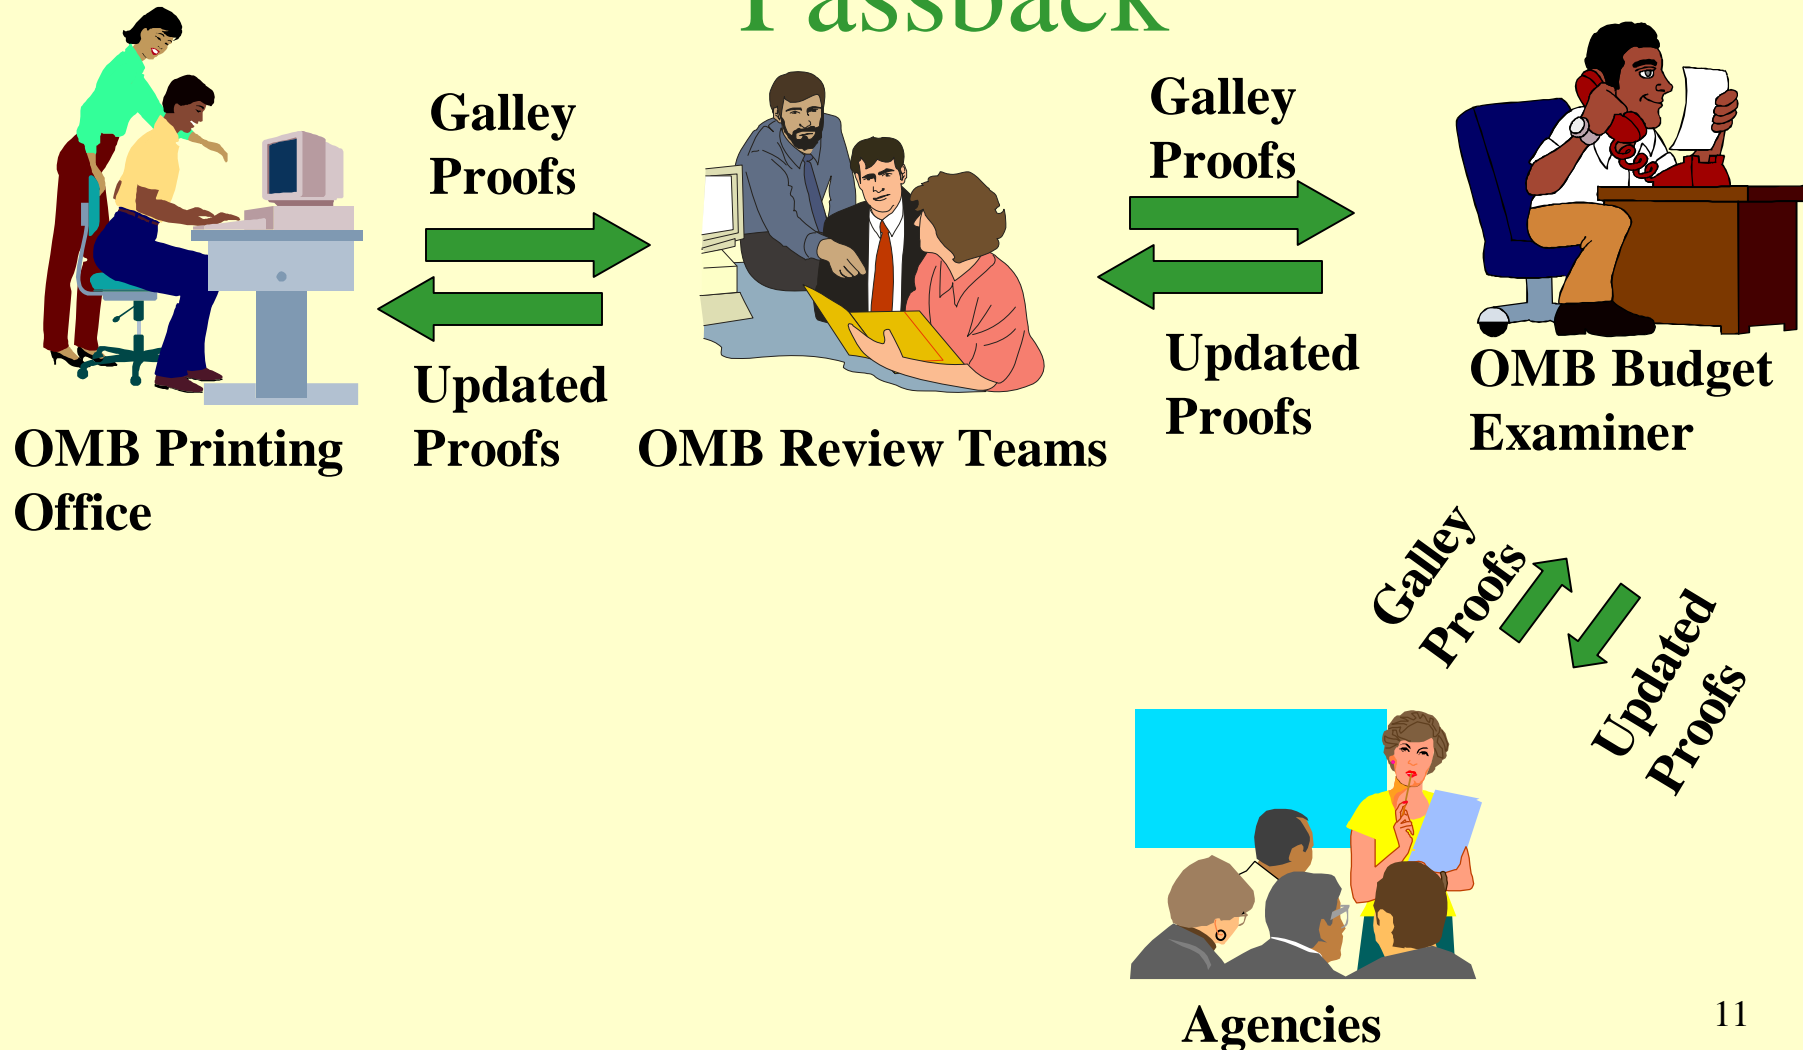 Passback
Galley
Proofs
Galley
Proofs
Updated
Proofs
Updated
Proofs
OMB Printing
Office
OMB Review Teams
OMB Budget
Examiner
Galley
Proofs
Updated
Proofs
Agencies
11